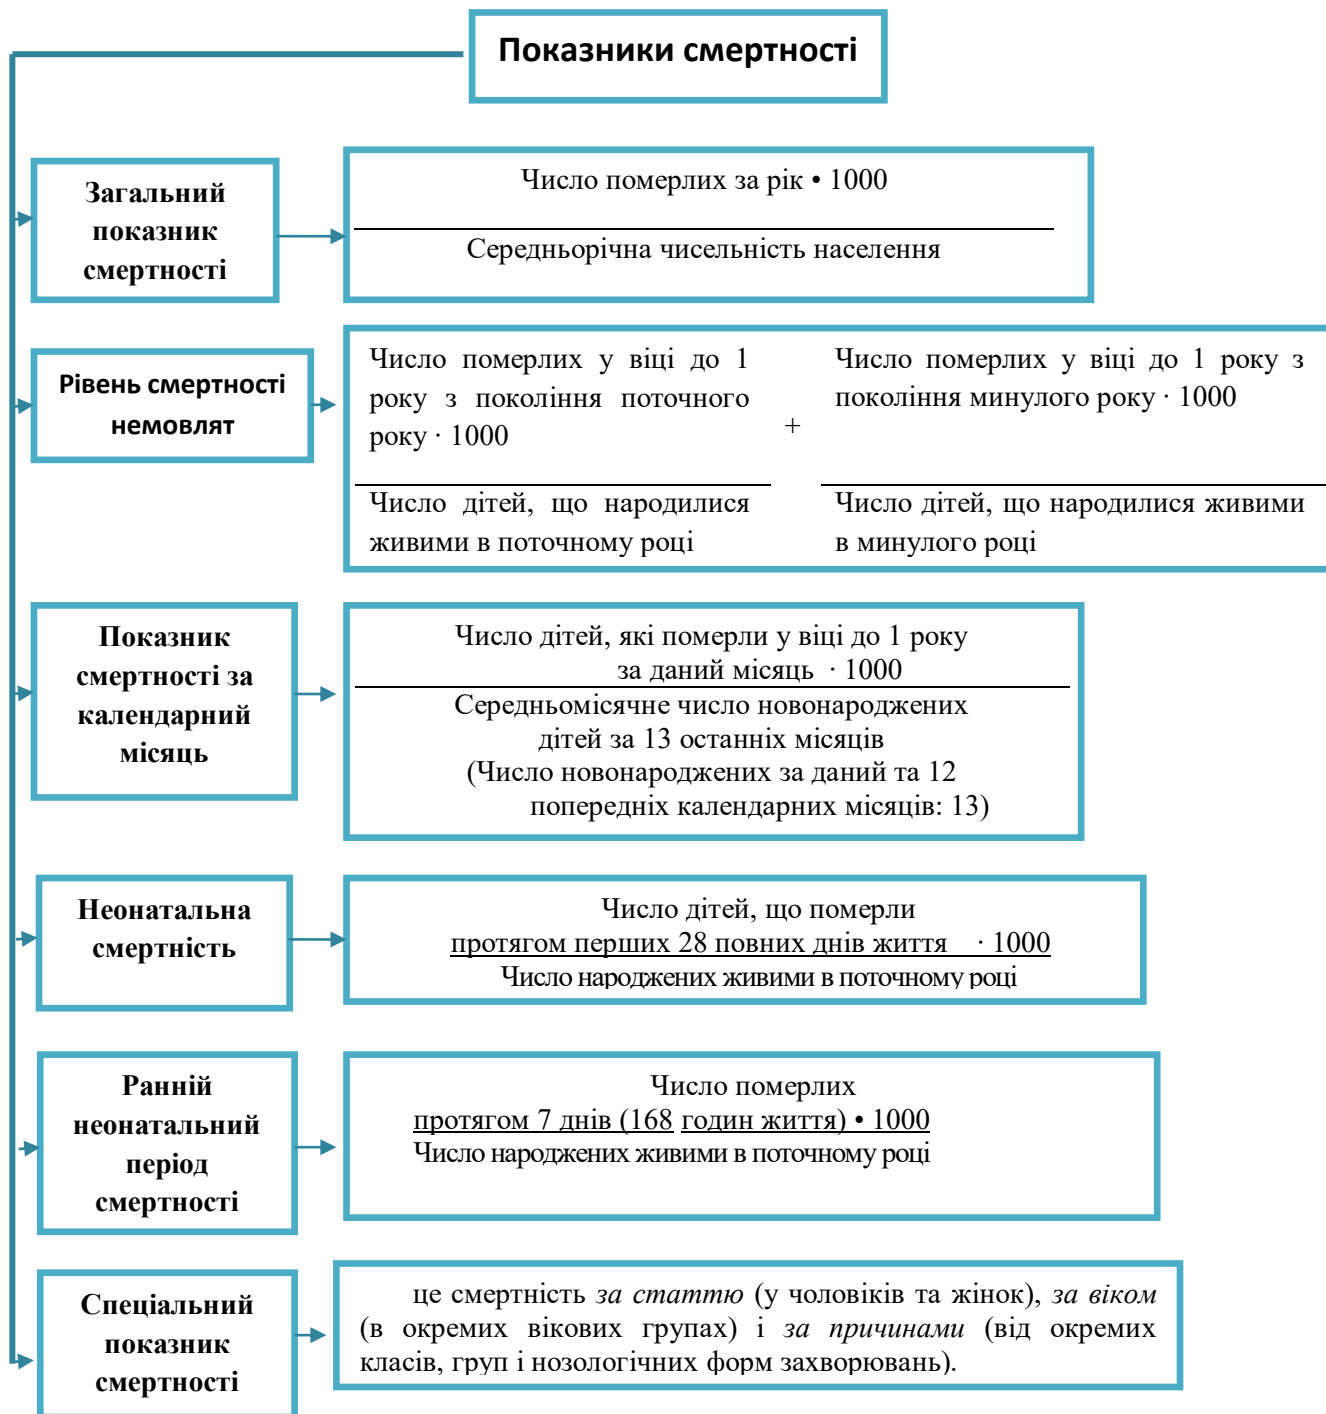 Показники смертності
Загальний
показник
смертності
Число померлих за рік • 1000
Середньорічна чисельність населення
Рівень смертності
немовлят
Число померлих у віці до 1
року з покоління поточного
року · 1000
Число дітей, що народилися
живими в поточному році
+
Число померлих у віці до 1 року з
покоління минулого року · 1000
Число дітей, що народилися живими
в минулого році
Показник
смертності за
календарний
місяць
Число дітей, які померли у віці до 1 року
за даний місяць · 1000
Середньомісячне число новонароджених
дітей за 13 останніх місяців
(Число новонароджених за даний та 12
попередніх календарних місяців: 13)
Неонатальна
смертність
Число дітей, що померли
протягом перших 28 повних днів життя · 1000
Число народжених живими в поточному році
Ранній
неонатальний
період
смертності
Число померлих
протягом 7 днів (168 годин життя) • 1000
Число народжених живими в поточному році
Спеціальний
показник
смертності
це смертність за статтю (у чоловіків та жінок), за віком
(в окремих вікових групах) і за причинами (від окремих
класів, груп і нозологічних форм захворювань).